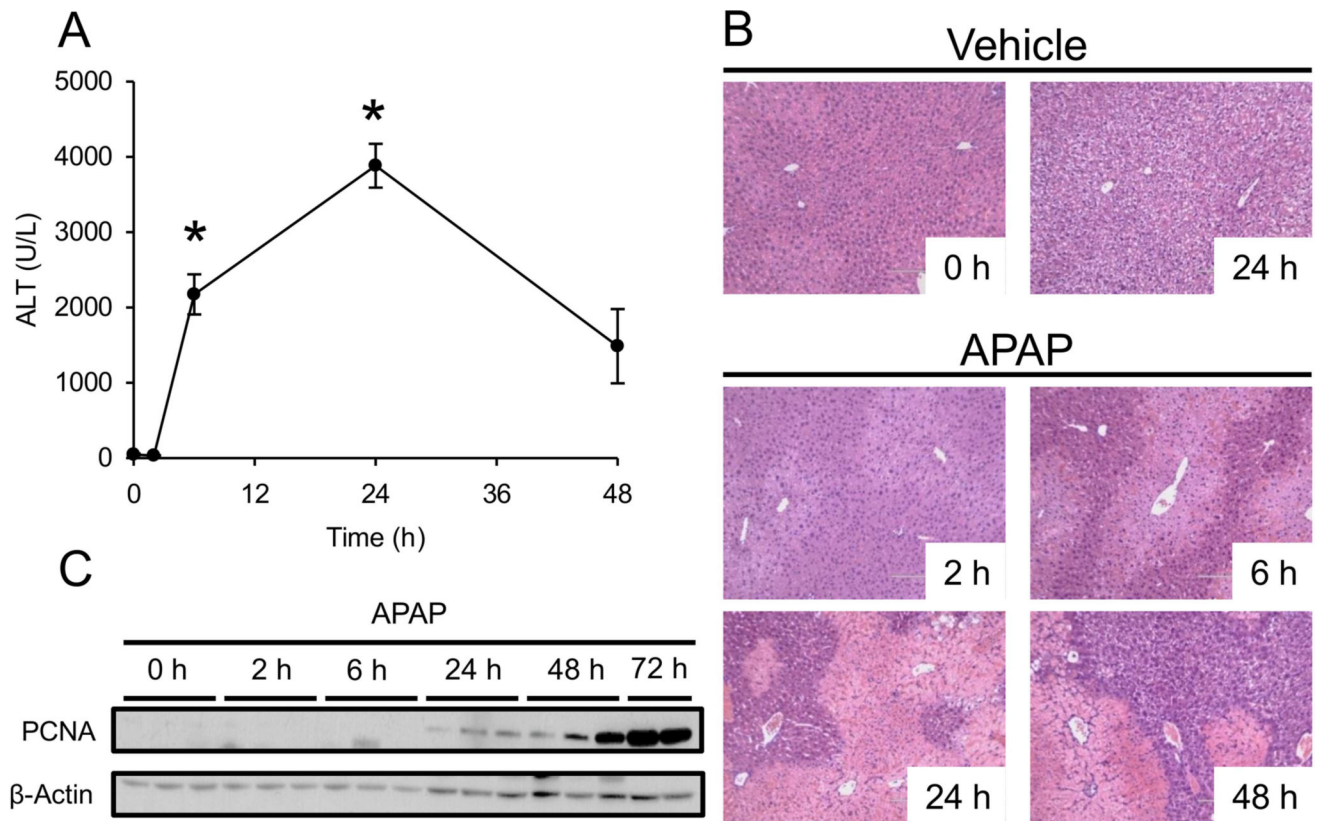 A
5000
4000
3000
2000
1000
0
ALT (U/L)
*
*
0 12 24 36 48
Time (h)
B
Vehicle
0 h
24 h
APAP
2 h
6 h
24 h
48 h
C
APAP
0 h 2 h 6 h 24 h 48 h 72 h
PCNA
β-Actin